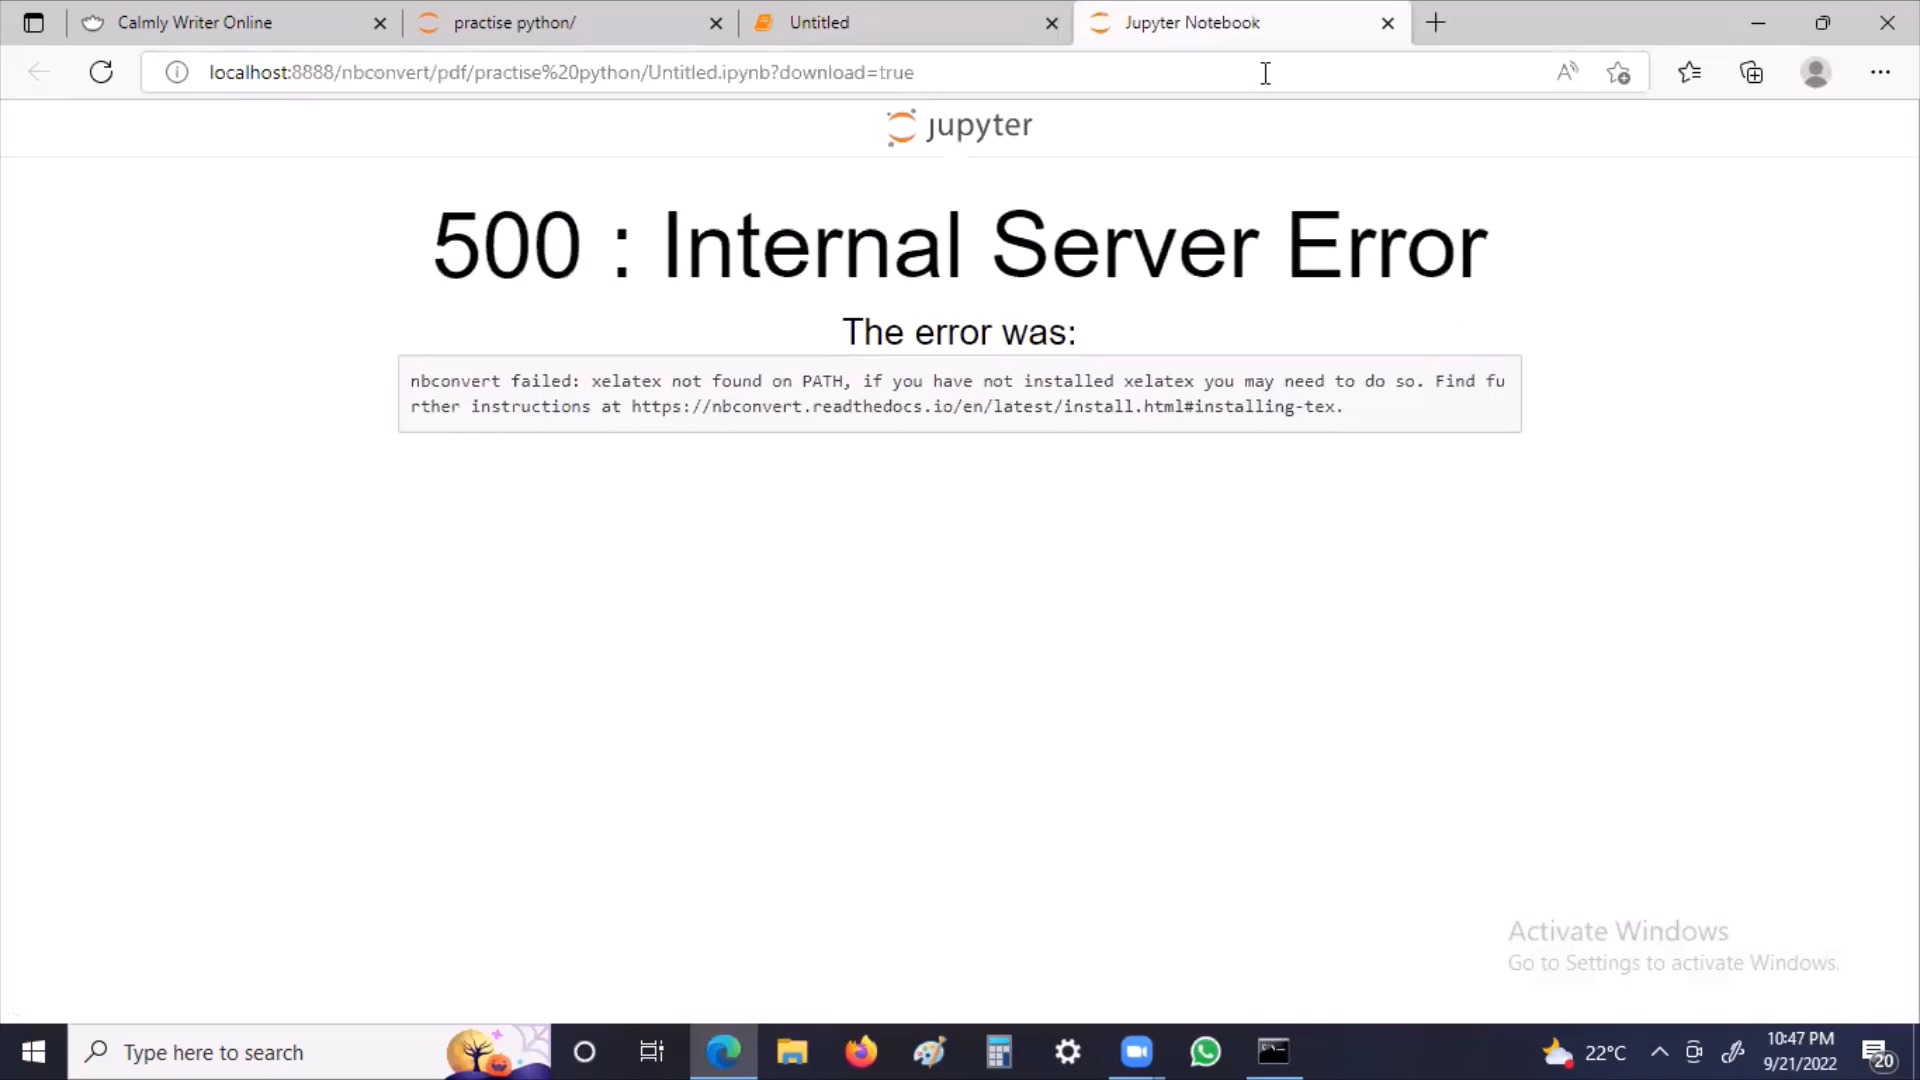 Calmly Writer Online
practise python/
Untitled
Jupyter Notebook
localhost:8888/nbconvert/pdf/practise%20python/Untitled.ipynb?download=true
jupyter
500 : Internal Server Error
The error was:
nbconvert failed: xelatex not found on PATH, if you have not installed xelatex you may need to do so. Find fu
rther instructions at https://nbconvert.readthedocs.io/en/latest/install.html#installing-tex.
Activate Windows
Go to Settings to activate Windows.
Type here to search
22°C
10:47 PM
9/21/2022
20